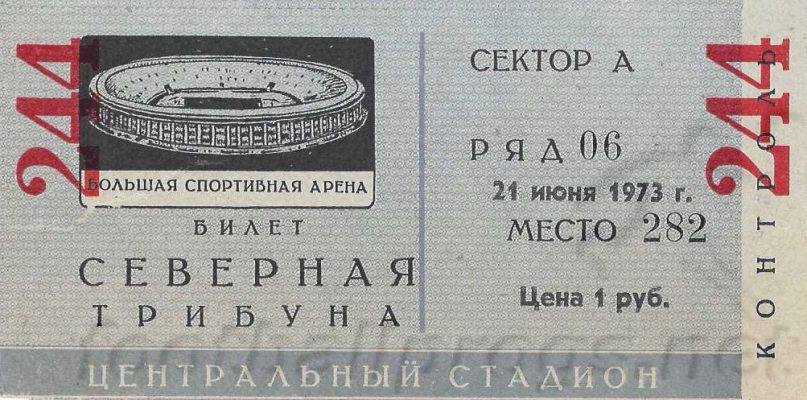 244
БОЛЬШАЯ СПОРТИВНАЯ АРЕНА
БИЛЕТ
СЕВЕРНАЯ
ТРИБУНА
СЕКТОР А
РЯД 06
21 июня 1973 г.
МЕСТО 282
Цена 1 руб.
244
КОНТРОЛЬ
ЦЕНТРАЛЬНЫЙ СТАДИОН